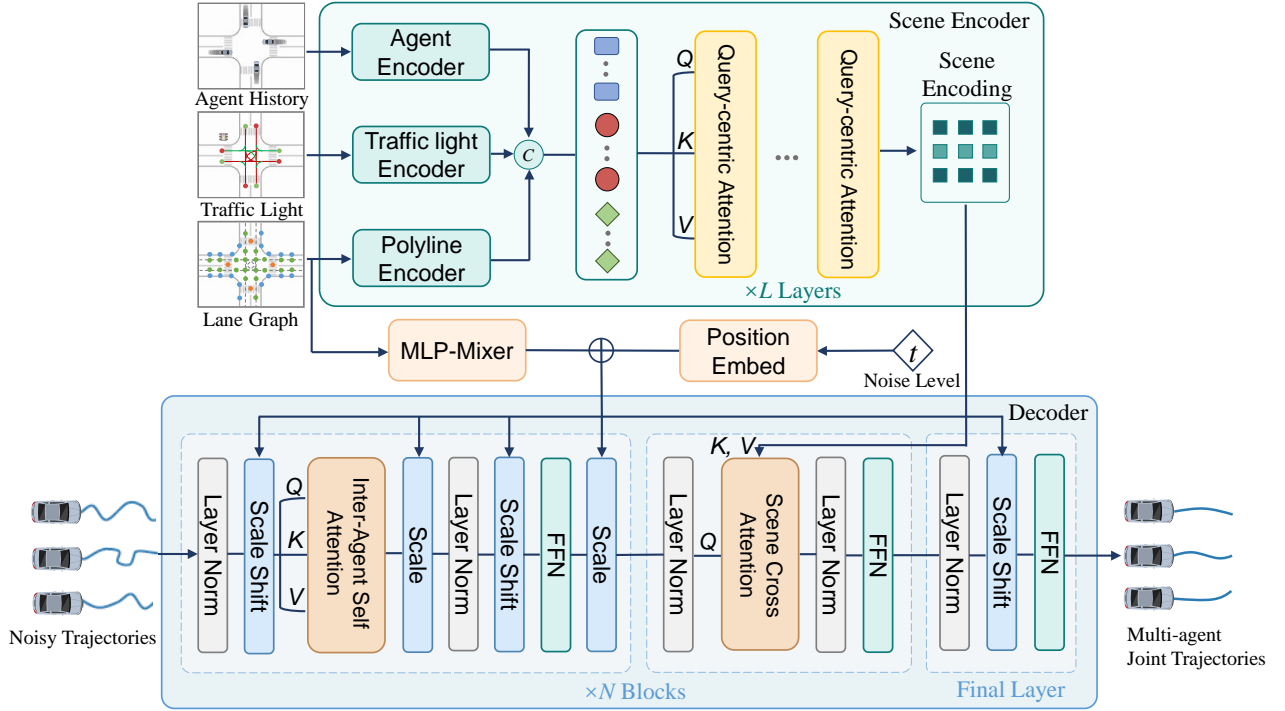 Scene Encoder
Agent
Encoder
Agent History
Traffic light
Encoder
Traffic Light
Polyline
Encoder
Lane Graph
C
Q
K
V
Query-centric Attention
...
Query-centric Attention
Scene
Encoding
×L Layers
MLP-Mixer
Position
Embed
t
Noise Level
Decoder
Layer Norm
Scale Shift
Q
K
V
Inter-Agent Self
Attention
Scale
Layer Norm
Scale Shift
FFN
Scale
Layer Norm
Q
K, V
Scene Cross
Attention
Layer Norm
FFN
Layer Norm
Scale Shift
FFN
Noisy Trajectories
Multi-agent
Joint Trajectories
×N Blocks
Final Layer